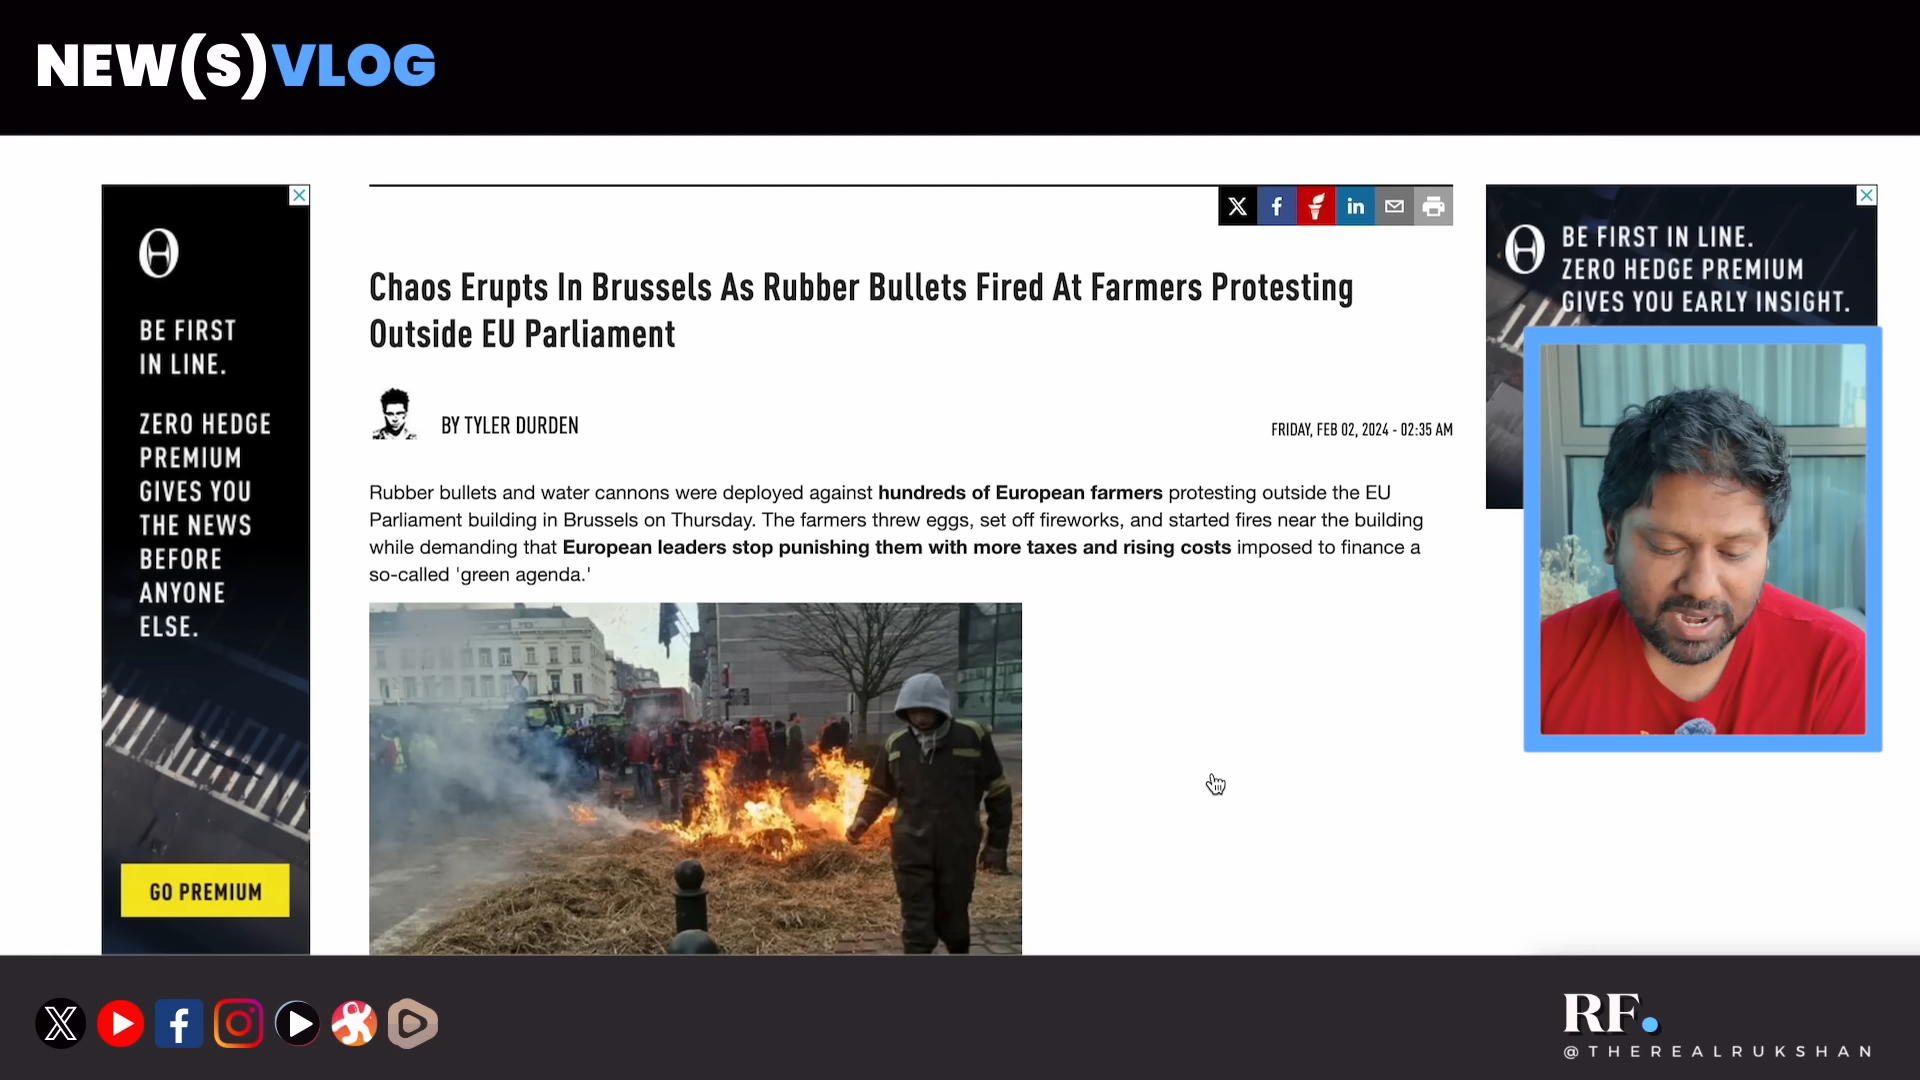 NEW(S)VLOG
BE FIRST
IN LINE.
ZERO HEDGE
PREMIUM
GIVES YOU
THE NEWS
BEFORE
ANYONE
ELSE.
GO PREMIUM
Chaos Erupts In Brussels As Rubber Bullets Fired At Farmers Protesting
Outside EU Parliament
BY TYLER DURDEN
FRIDAY, FEB 02, 2024 - 02:35 AM
Rubber bullets and water cannons were deployed against hundreds of European farmers protesting outside the EU
Parliament building in Brussels on Thursday. The farmers threw eggs, set off fireworks, and started fires near the building
while demanding that European leaders stop punishing them with more taxes and rising costs imposed to finance a
so-called 'green agenda.'
BE FIRST IN LINE.
ZERO HEDGE PREMIUM
GIVES YOU EARLY INSIGHT.
RF.
@THEREALRUKSHAN